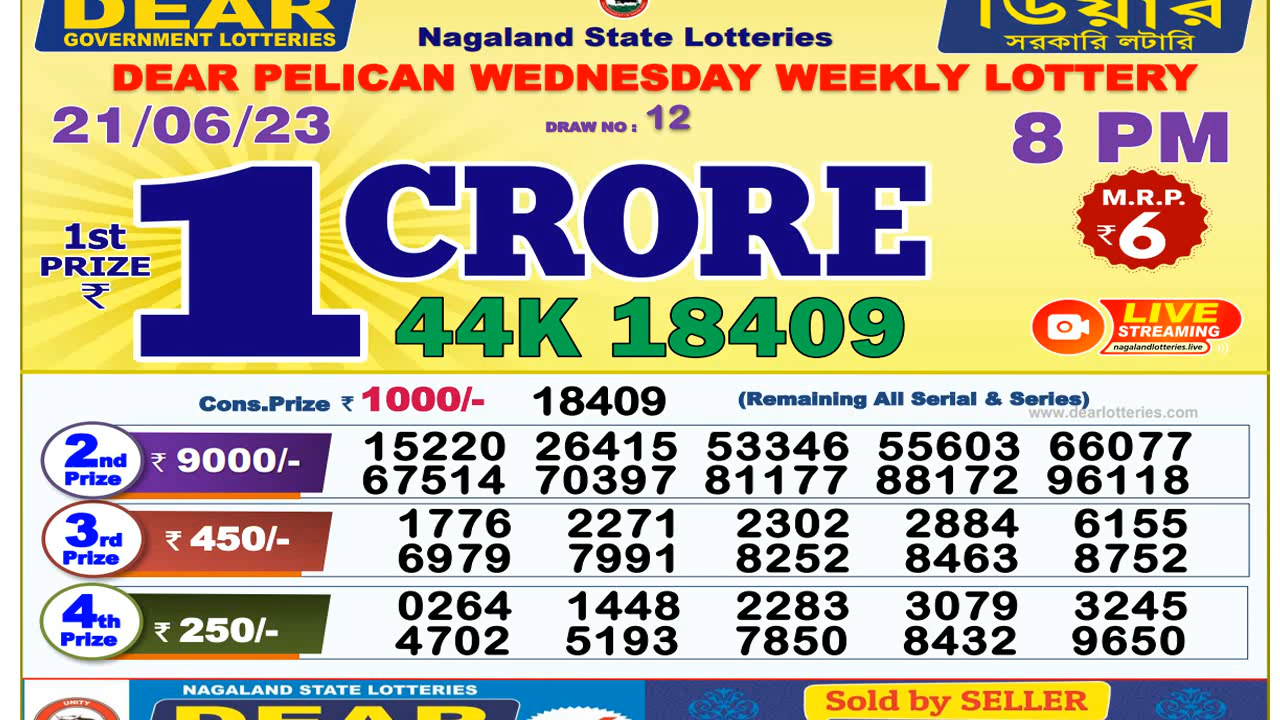 DEAR
GOVERNMENT LOTTERIES
Nagaland State Lotteries
ডিয়ার
সরকারি লটারি
DEAR PELICAN WEDNESDAY WEEKLY LOTTERY
21/06/23
DRAW NO : 12
8 PM
1st
PRIZE
₹
1 CRORE
44K 18409
M.R.P.
₹6
LIVE
STREAMING
nagalandlotteries.live
Cons.Prize ₹ 1000/- 18409 (Remaining All Serial & Series)
www.dearlotteries.com
2nd Prize ₹ 9000/-
15220 26415 53346 55603 66077
67514 70397 81177 88172 96118
3rd Prize ₹ 450/-
1776 2271 2302 2884 6155
6979 7991 8252 8463 8752
4th Prize ₹ 250/-
0264 1448 2283 3079 3245
4702 5193 7850 8432 9650
UNITY
NAGALAND STATE LOTTERIES
DEAR
Sold by SELLER